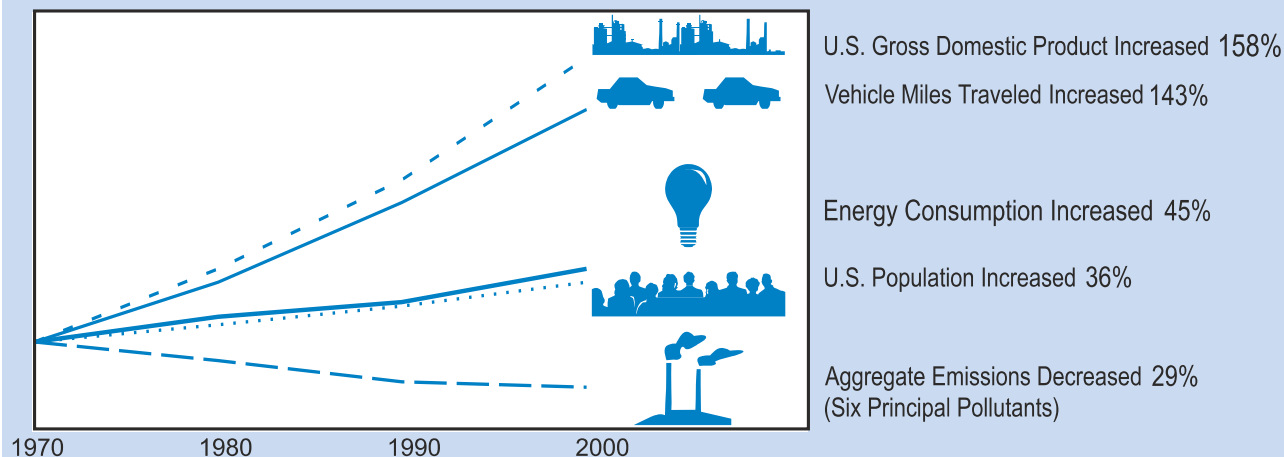 U.S. Gross Domestic Product Increased 158%
Vehicle Miles Traveled Increased 143%
Energy Consumption Increased 45%
U.S. Population Increased 36%
Aggregate Emissions Decreased 29%
(Six Principal Pollutants)
1970 1980 1990 2000